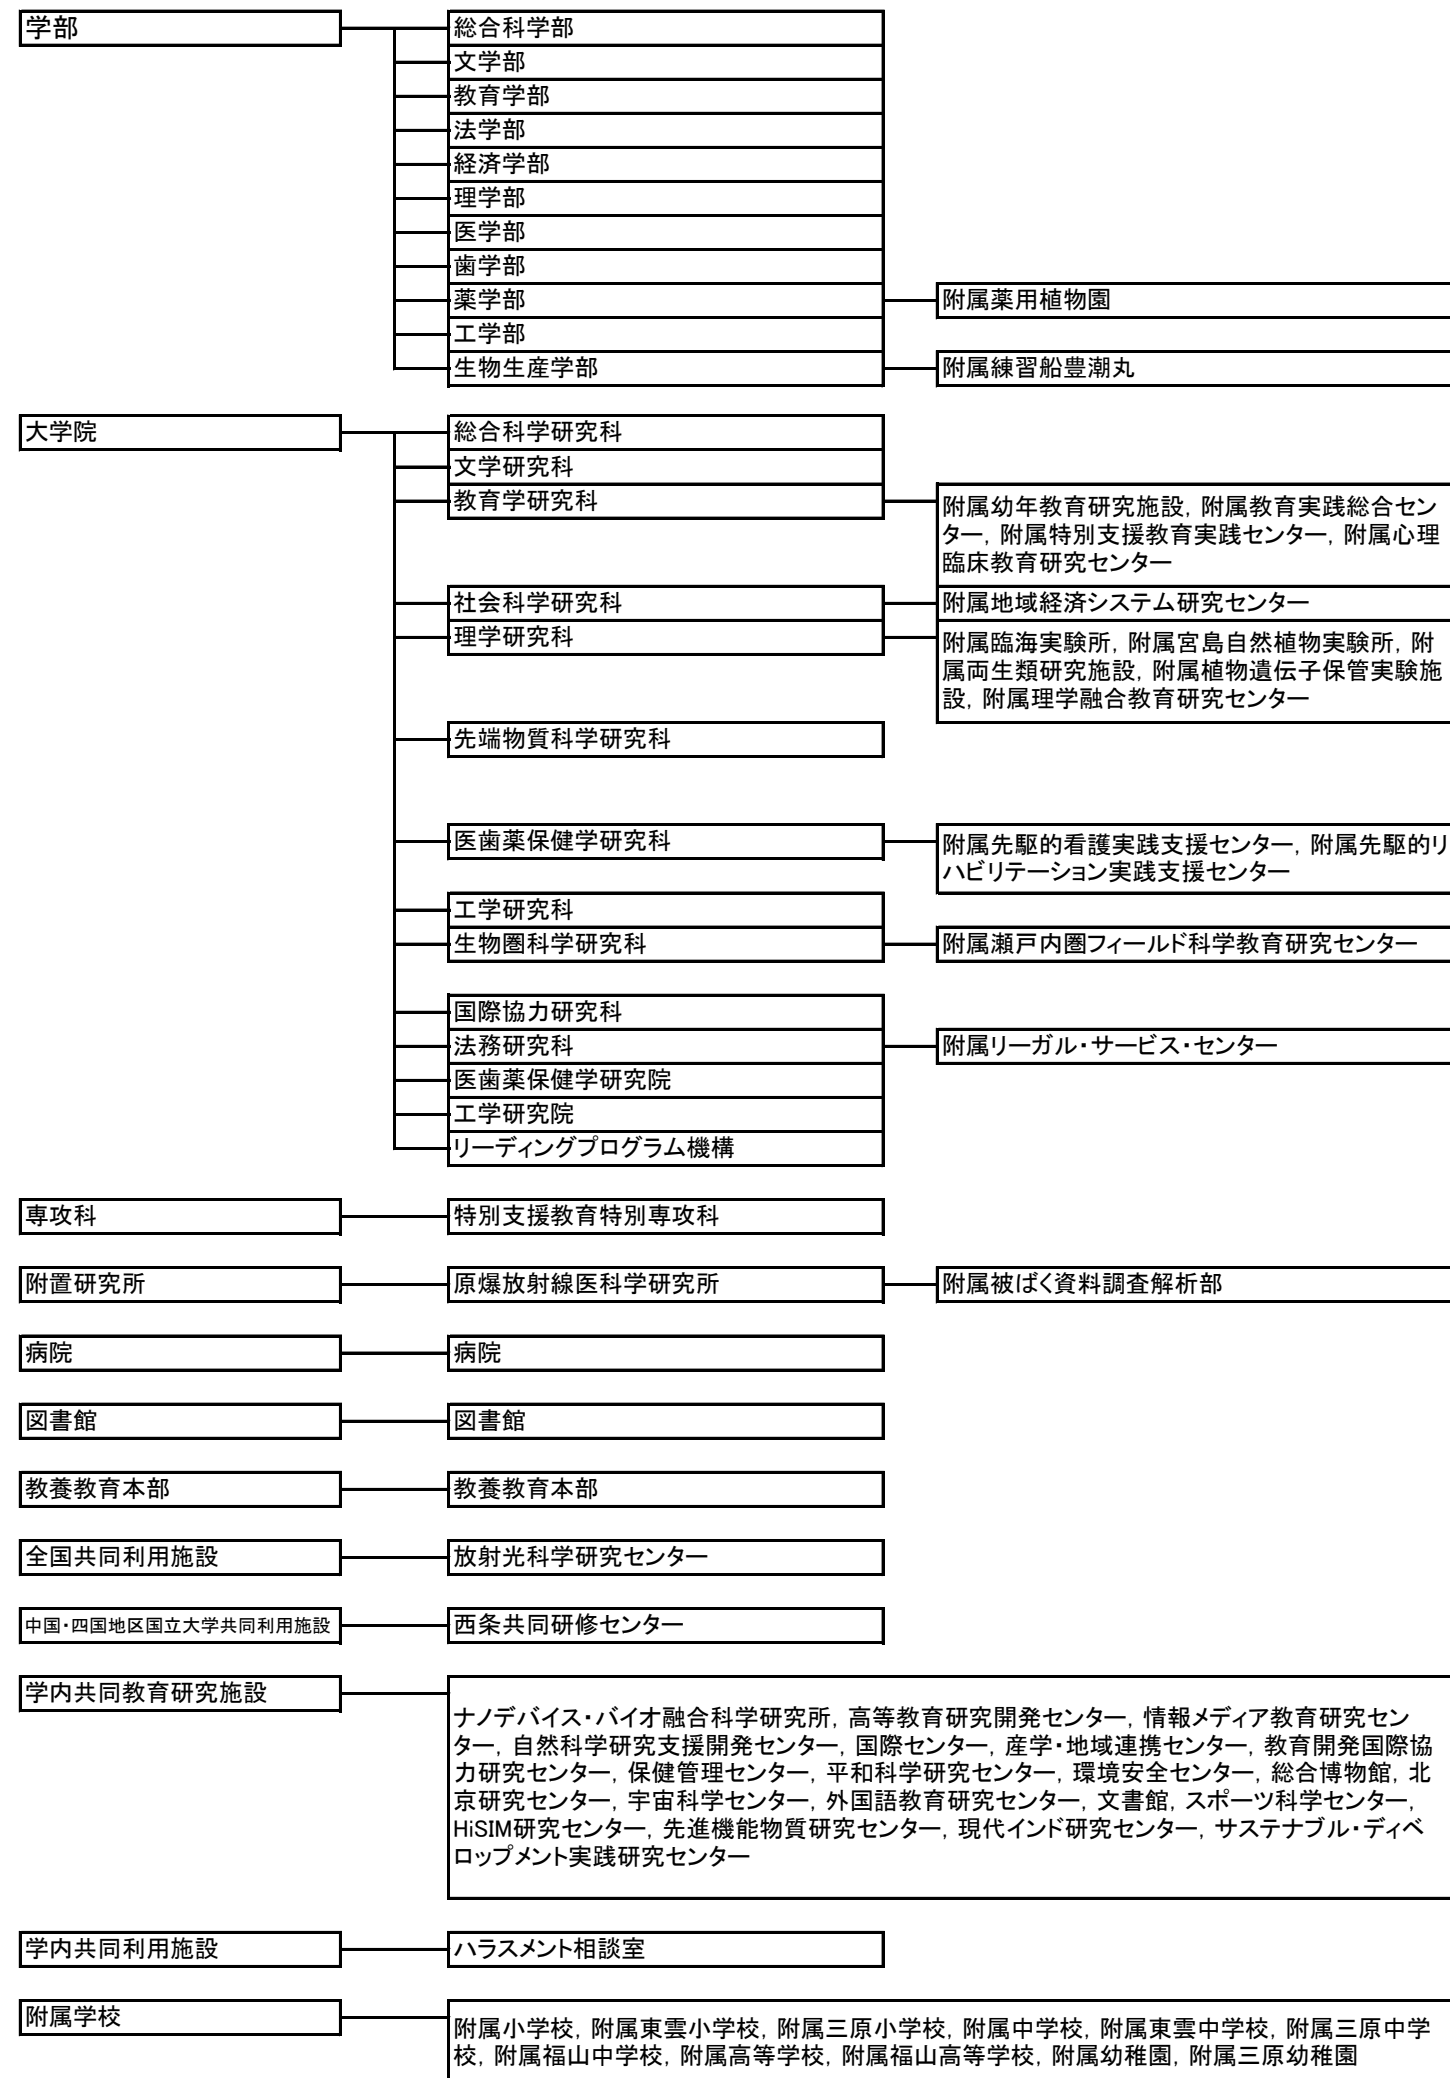 学部
総合科学部
文学部
教育学部
法学部
経済学部
理学部
医学部
歯学部
薬学部
附属薬用植物園
工学部
生物生産学部
附属練習船豊潮丸
大学院
総合科学研究科
文学研究科
教育学研究科
附属幼年教育研究施設, 附属教育実践総合セン
ター, 附属特別支援教育実践センター, 附属心理
臨床教育研究センター
社会科学研究科
附属地域経済システム研究センター
理学研究科
附属臨海実験所, 附属宮島自然植物実験所, 附
属両生類研究施設, 附属植物遺伝子保管実験施
設, 附属理学融合教育研究センター
先端物質科学研究科
医歯薬保健学研究科
附属先駆的看護実践支援センター, 附属先駆的リ
ハビリテーション実践支援センター
工学研究科
生物圏科学研究科
附属瀬戸内圏フィールド科学教育研究センター
国際協力研究科
法務研究科
附属リーガル・サービス・センター
医歯薬保健学研究院
工学研究院
リーディングプログラム機構
専攻科
特別支援教育特別専攻科
附置研究所
原爆放射線医科学研究所
附属被ばく資料調査解析部
病院
病院
図書館
図書館
教養教育本部
教養教育本部
全国共同利用施設
放射光科学研究センター
中国・四国地区国立大学共同利用施設
西条共同研修センター
学内共同教育研究施設
ナノデバイス・バイオ融合科学研究所, 高等教育研究開発センター, 情報メディア教育研究セン
ター, 自然科学研究支援開発センター, 国際センター, 産学・地域連携センター, 教育開発国際協
力研究センター, 保健管理センター, 平和科学研究センター, 環境安全センター, 総合博物館, 北
京研究センター, 宇宙科学センター, 外国語教育研究センター, 文書館, スポーツ科学センター,
HiSIM研究センター, 先進機能物質研究センター, 現代インド研究センター, サステナブル・ディベ
ロップメント実践研究センター
学内共同利用施設
ハラスメント相談室
附属学校
附属小学校, 附属東雲小学校, 附属三原小学校, 附属中学校, 附属東雲中学校, 附属三原中学
校, 附属福山中学校, 附属高等学校, 附属福山高等学校, 附属幼稚園, 附属三原幼稚園